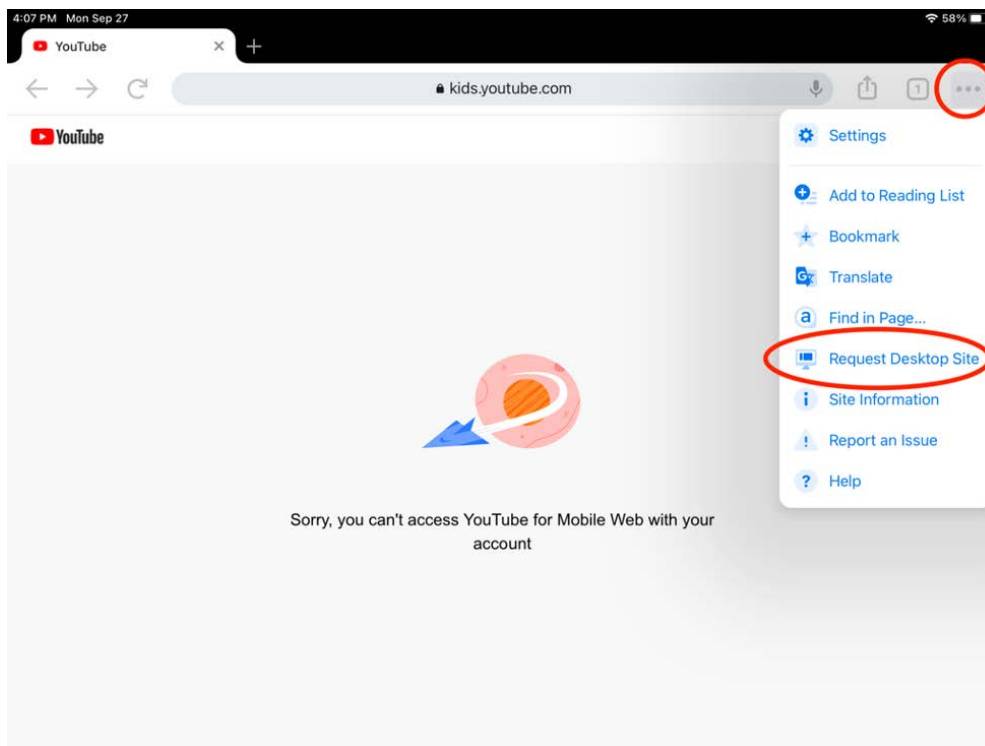 4:07 PM Mon Sep 27
58%
YouTube
kids.youtube.com
1
YouTube
Settings
Add to Reading List
Bookmark
Translate
Find in Page...
Request Desktop Site
Site Information
Report an Issue
Help
Sorry, you can't access YouTube for Mobile Web with your
account